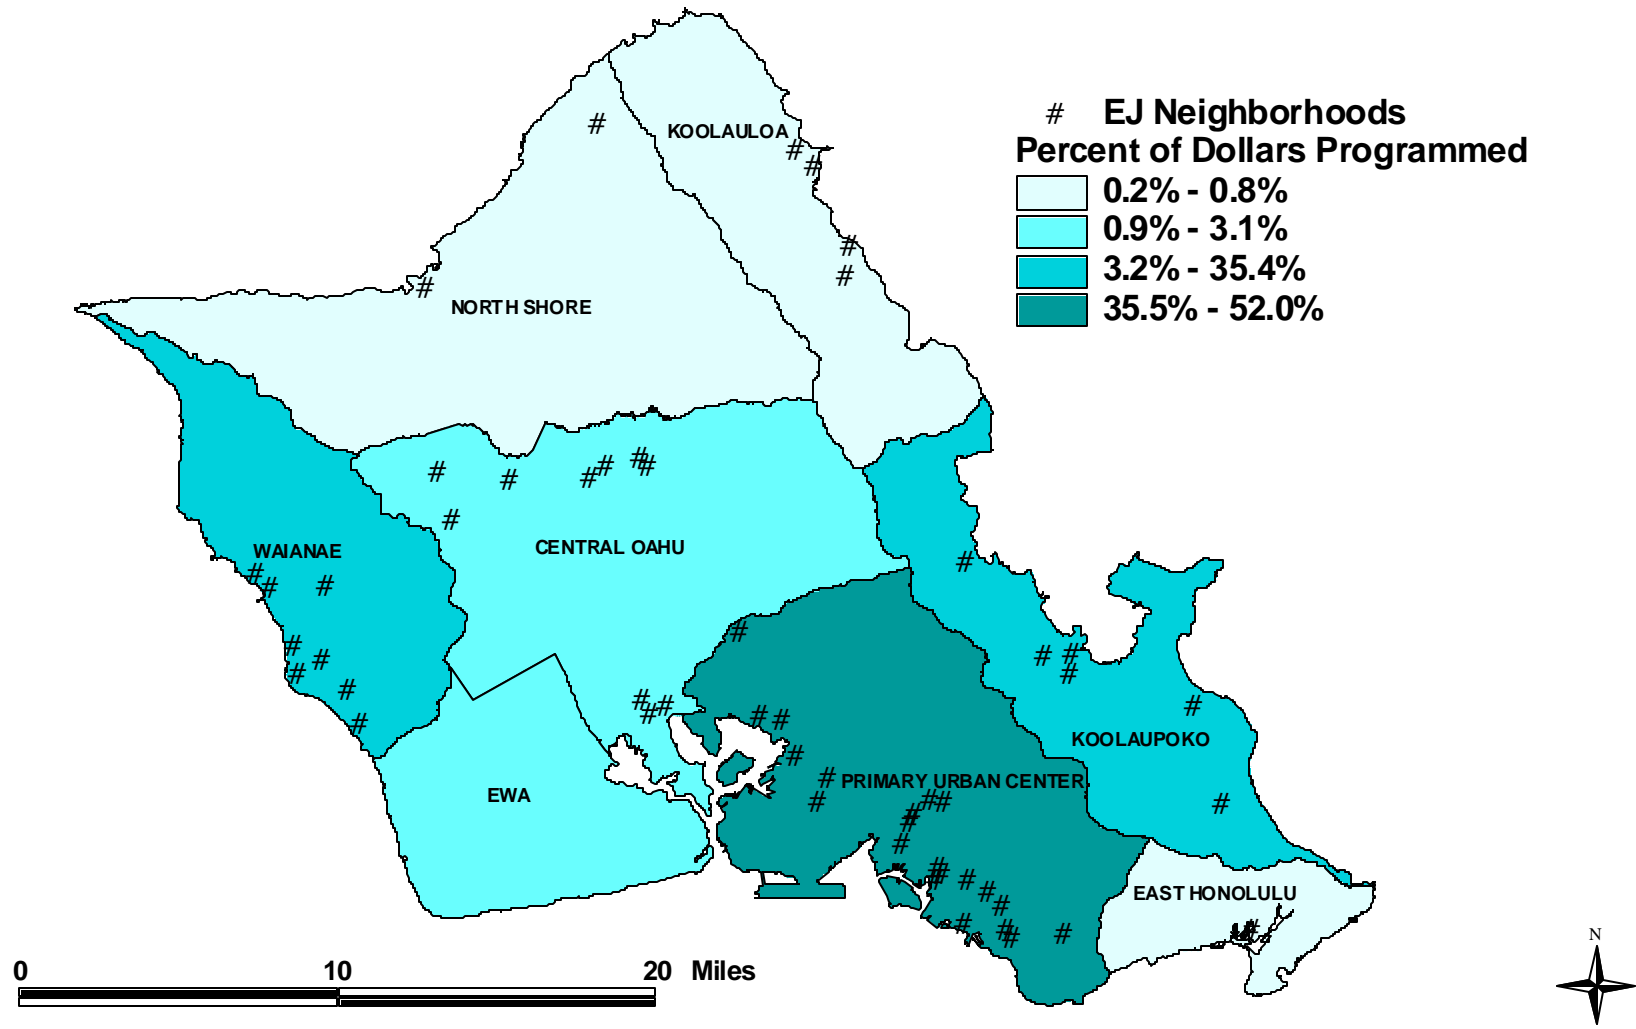 # EJ Neighborhoods
Percent of Dollars Programmed
0.2% - 0.8%
0.9% - 3.1%
3.2% - 35.4%
35.5% - 52.0%
KOOLAULOA
NORTH SHORE
WAIANAE
CENTRAL OAHU
KOOLAUPOKO
EWA
PRIMARY URBAN CENTER
EAST HONOLULU
0 10 20 Miles
N